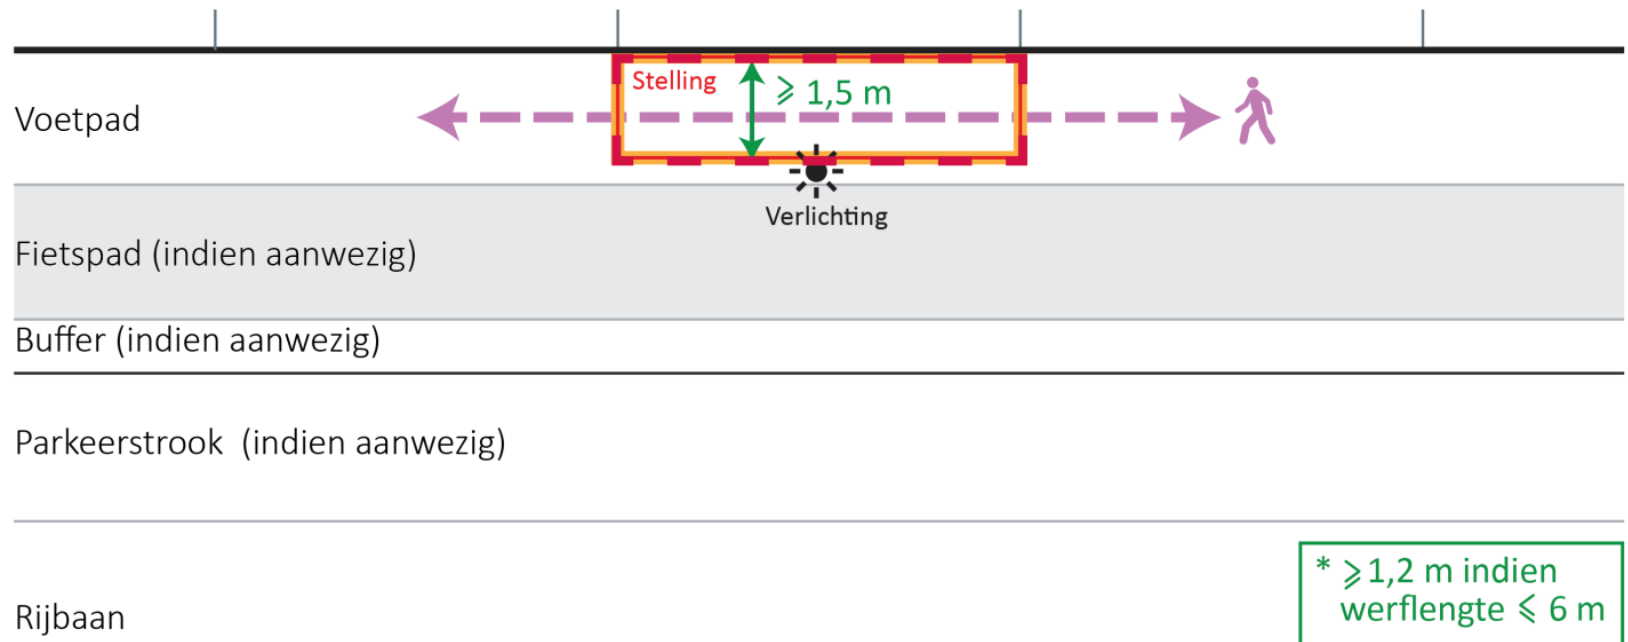 Stelling
⩾ 1,5 m
Voetpad
Verlichting
Fietspad (indien aanwezig)
Buffer (indien aanwezig)
Parkeerstrook (indien aanwezig)
* ⩾1,2 m indien
werflengte ⩽ 6 m
Rijbaan